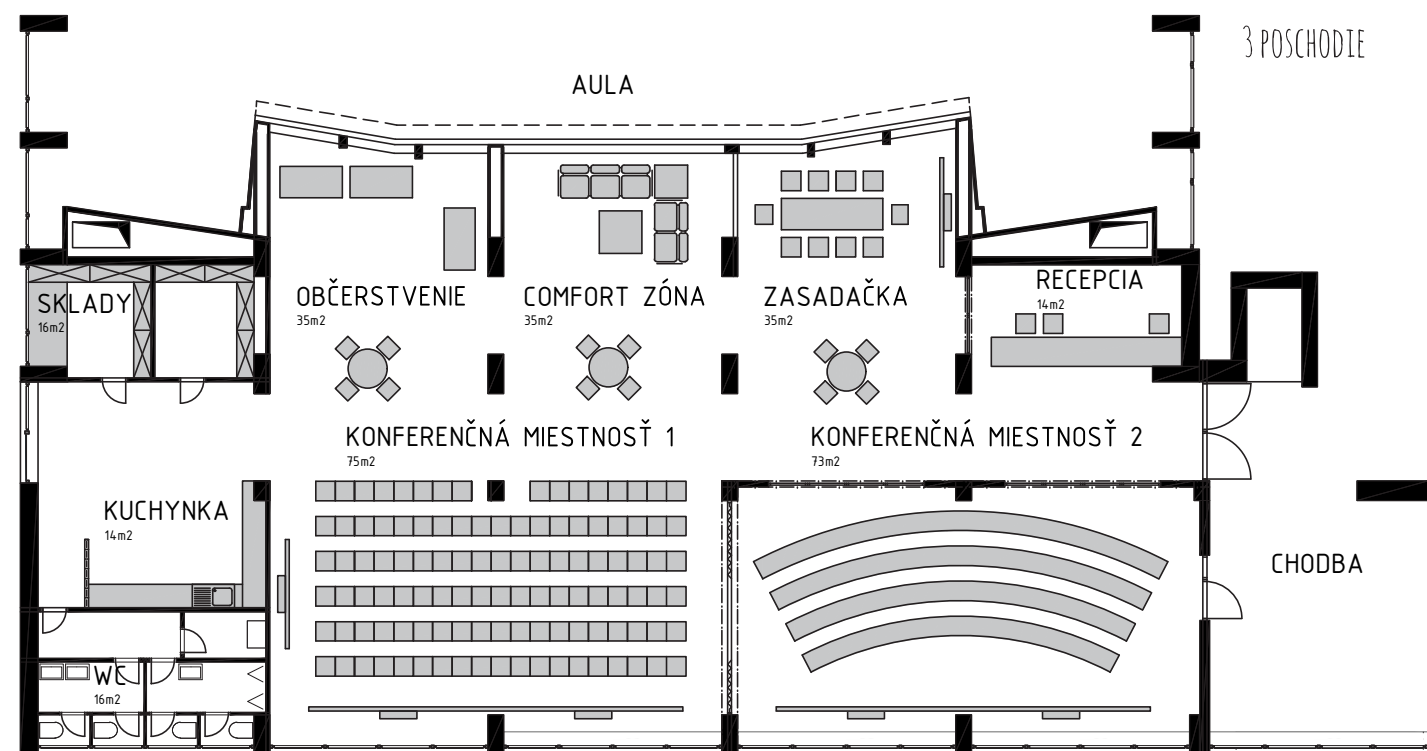 3 POSCHODIE
AULA
SKLADY
16m2
OBČERSTVENIE
35m2
COMFORT ZÓNA
35m2
ZASADAČKA
35m2
RECEPCIA
14m2
KONFERENČNÁ MIESTNOSŤ 1
75m2
KONFERENČNÁ MIESTNOSŤ 2
73m2
KUCHYNKA
14m2
CHODBA
WC
16m2